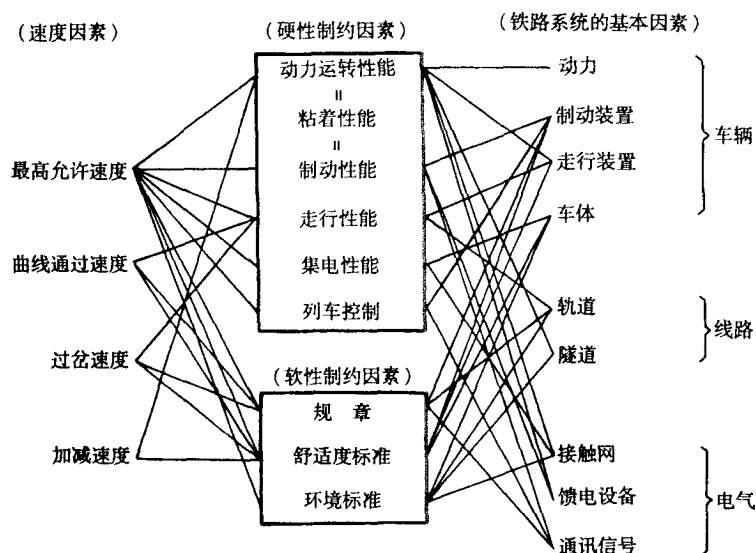 (速度因素)
最高允许速度
曲线通过速度
过岔速度
加减速度
(硬性制约因素)
动力运转性能
=
粘着性能
=
制动性能
走行性能
集电性能
列车控制
(软性制约因素)
规 章
舒适度标准
环境标准
(铁路系统的基本因素)
动力
制动装置
走行装置
车体
车辆
轨道
隧道
线路
接触网
馈电设备
通讯信号
电气